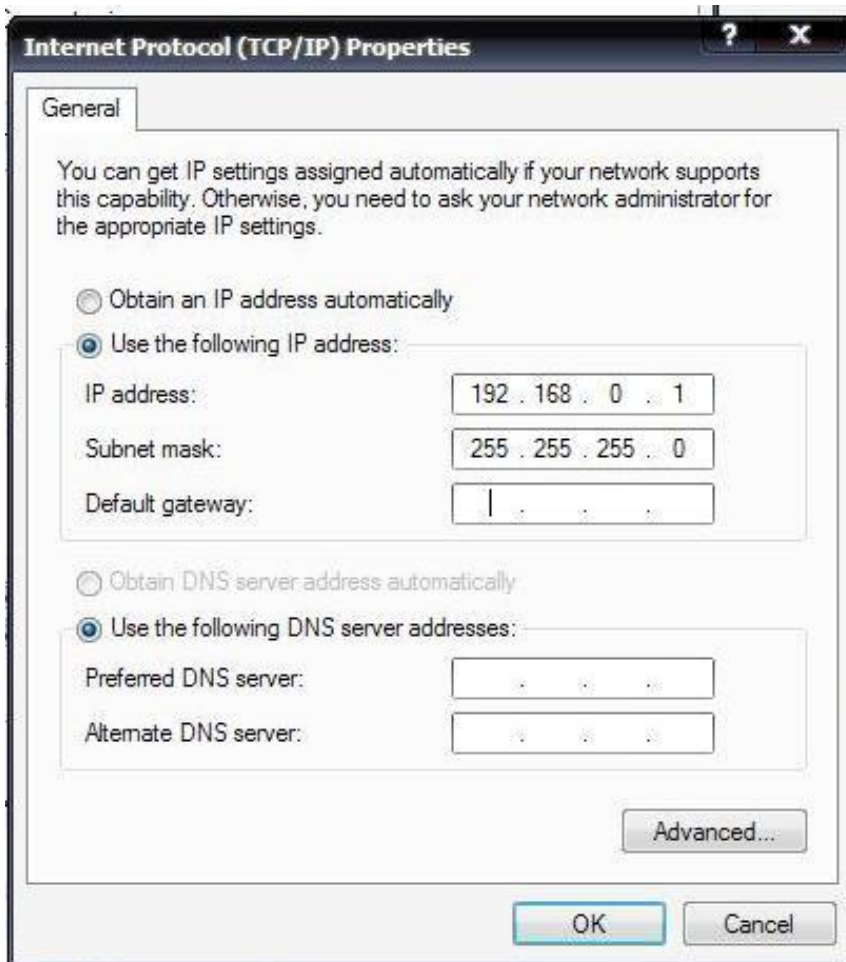 Internet Protocol (TCP/IP) Properties
?
X
General
You can get IP settings assigned automatically if your network supports
this capability. Otherwise, you need to ask your network administrator for
the appropriate IP settings.
Obtain an IP address automatically
Use the following IP address:
IP address: 192 . 168 . 0 . 1
Subnet mask: 255 . 255 . 255 . 0
Default gateway: . . .
Obtain DNS server address automatically
Use the following DNS server addresses:
Preferred DNS server: . . .
Alternate DNS server: . . .
Advanced...
OK Cancel